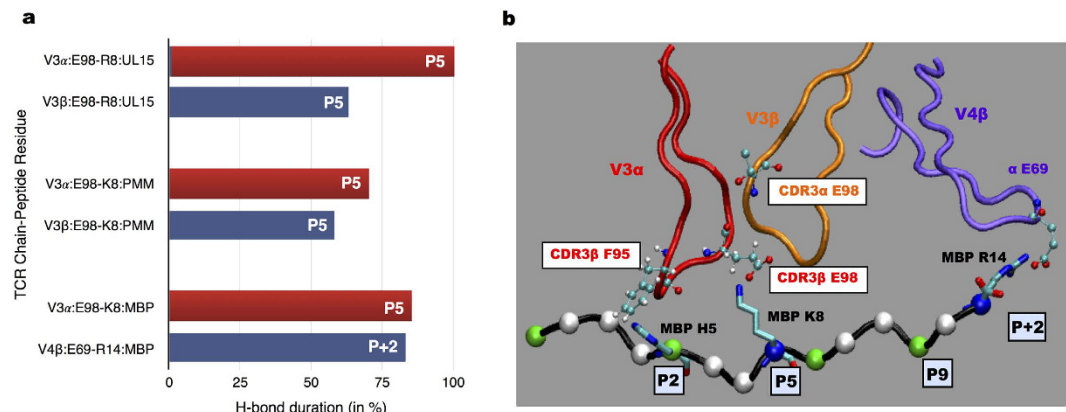 a
TCR Chain-Peptide Residue
V3α:E98-R8:UL15
P5
V3β:E98-R8:UL15
P5
V3α:E98-K8:PMM
P5
V3β:E98-K8:PMM
P5
V3α:E98-K8:MBP
P5
V4β:E69-R14:MBP
P+2
0
25
50
75
100
H-bond duration (in %)
b
V3β
V4β
V3α
α E69
CDR3α E98
CDR3β F95
CDR3β E98
MBP R14
MBP H5
MBP K8
P+2
P2
P5
P9